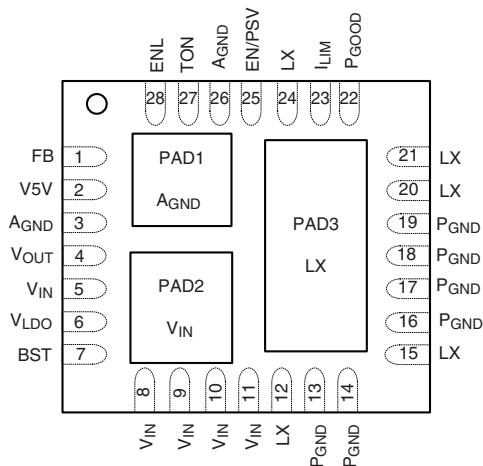 ENL TON AGND EN/PSV LX ILIM PGOOD
28 27 26 25 24 23 22
FB 1
V5V 2
AGND 3
VOUT 4
VIN 5
VLDO 6
BST 7
PAD1
AGND
PAD2
VIN
PAD3
LX
21 LX
20 LX
19 PGND
18 PGND
17 PGND
16 PGND
15 LX
8 9 10 11 12 13 14
VIN VIN VIN VIN LX PGND PGND